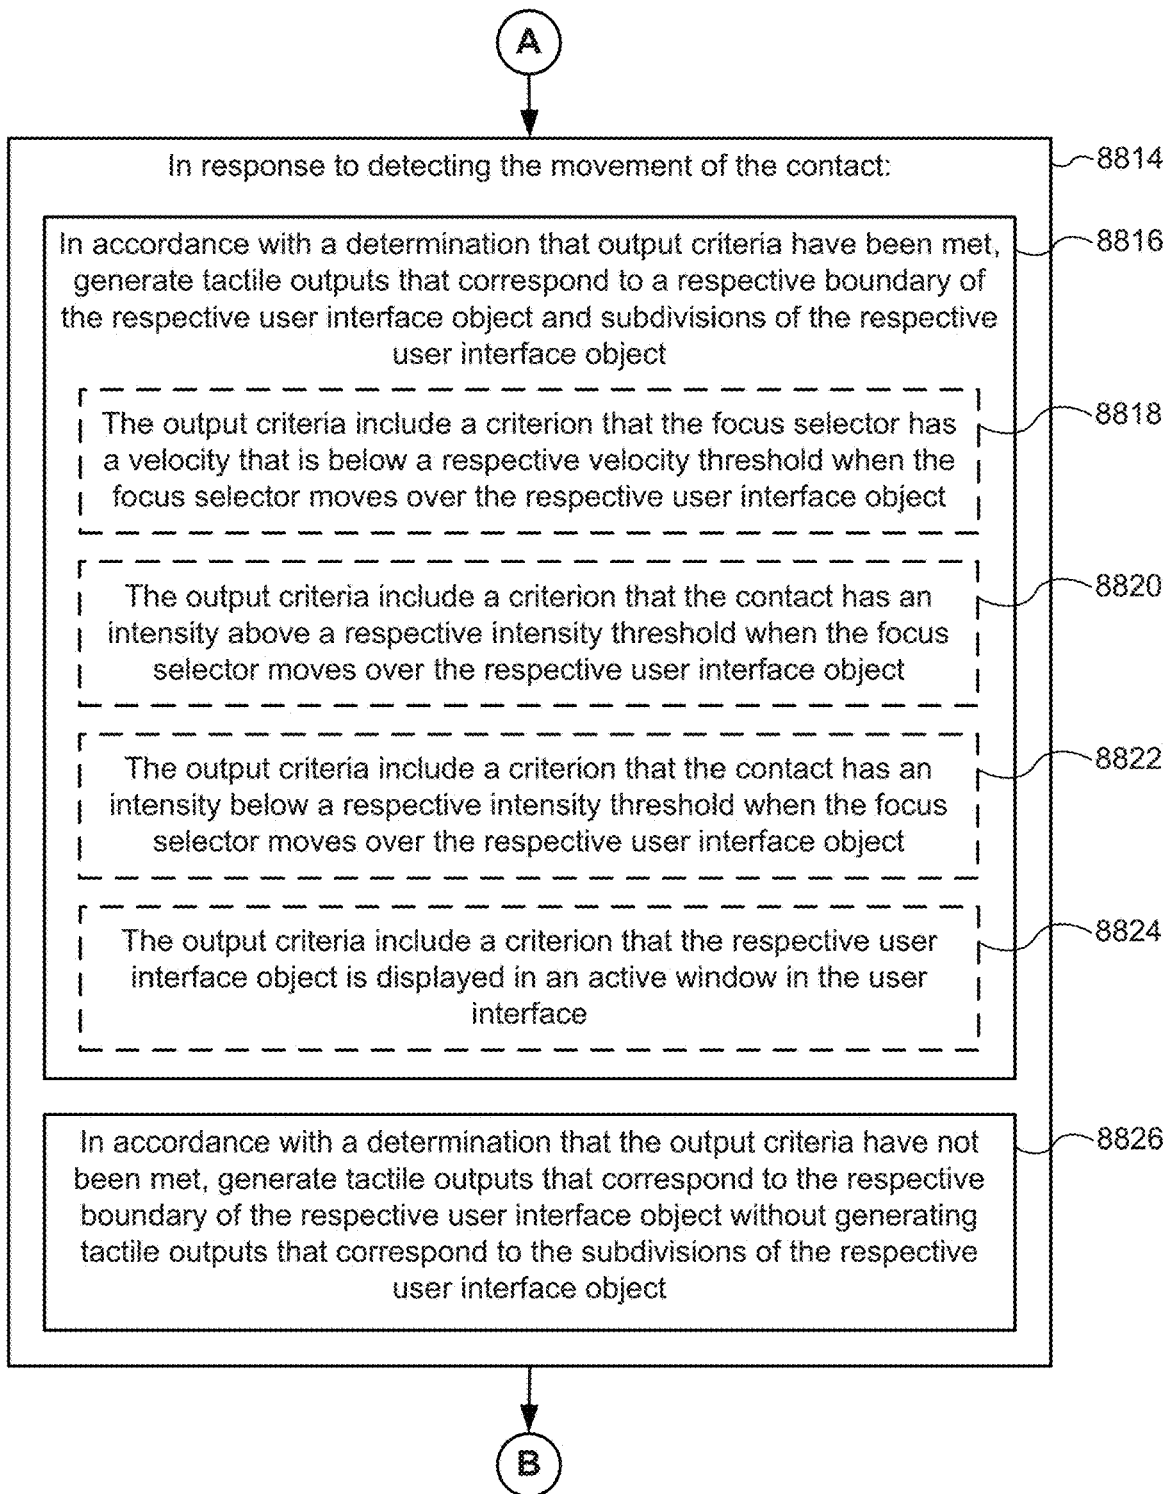 A
In response to detecting the movement of the contact:
8814
In accordance with a determination that output criteria have been met,
generate tactile outputs that correspond to a respective boundary of
the respective user interface object and subdivisions of the respective
user interface object
8816
The output criteria include a criterion that the focus selector has
a velocity that is below a respective velocity threshold when the
focus selector moves over the respective user interface object
8818
The output criteria include a criterion that the contact has an
intensity above a respective intensity threshold when the focus
selector moves over the respective user interface object
8820
The output criteria include a criterion that the contact has an
intensity below a respective intensity threshold when the focus
selector moves over the respective user interface object
8822
The output criteria include a criterion that the respective user
interface object is displayed in an active window in the user
interface
8824
In accordance with a determination that the output criteria have not
been met, generate tactile outputs that correspond to the respective
boundary of the respective user interface object without generating
tactile outputs that correspond to the subdivisions of the respective
user interface object
8826
B